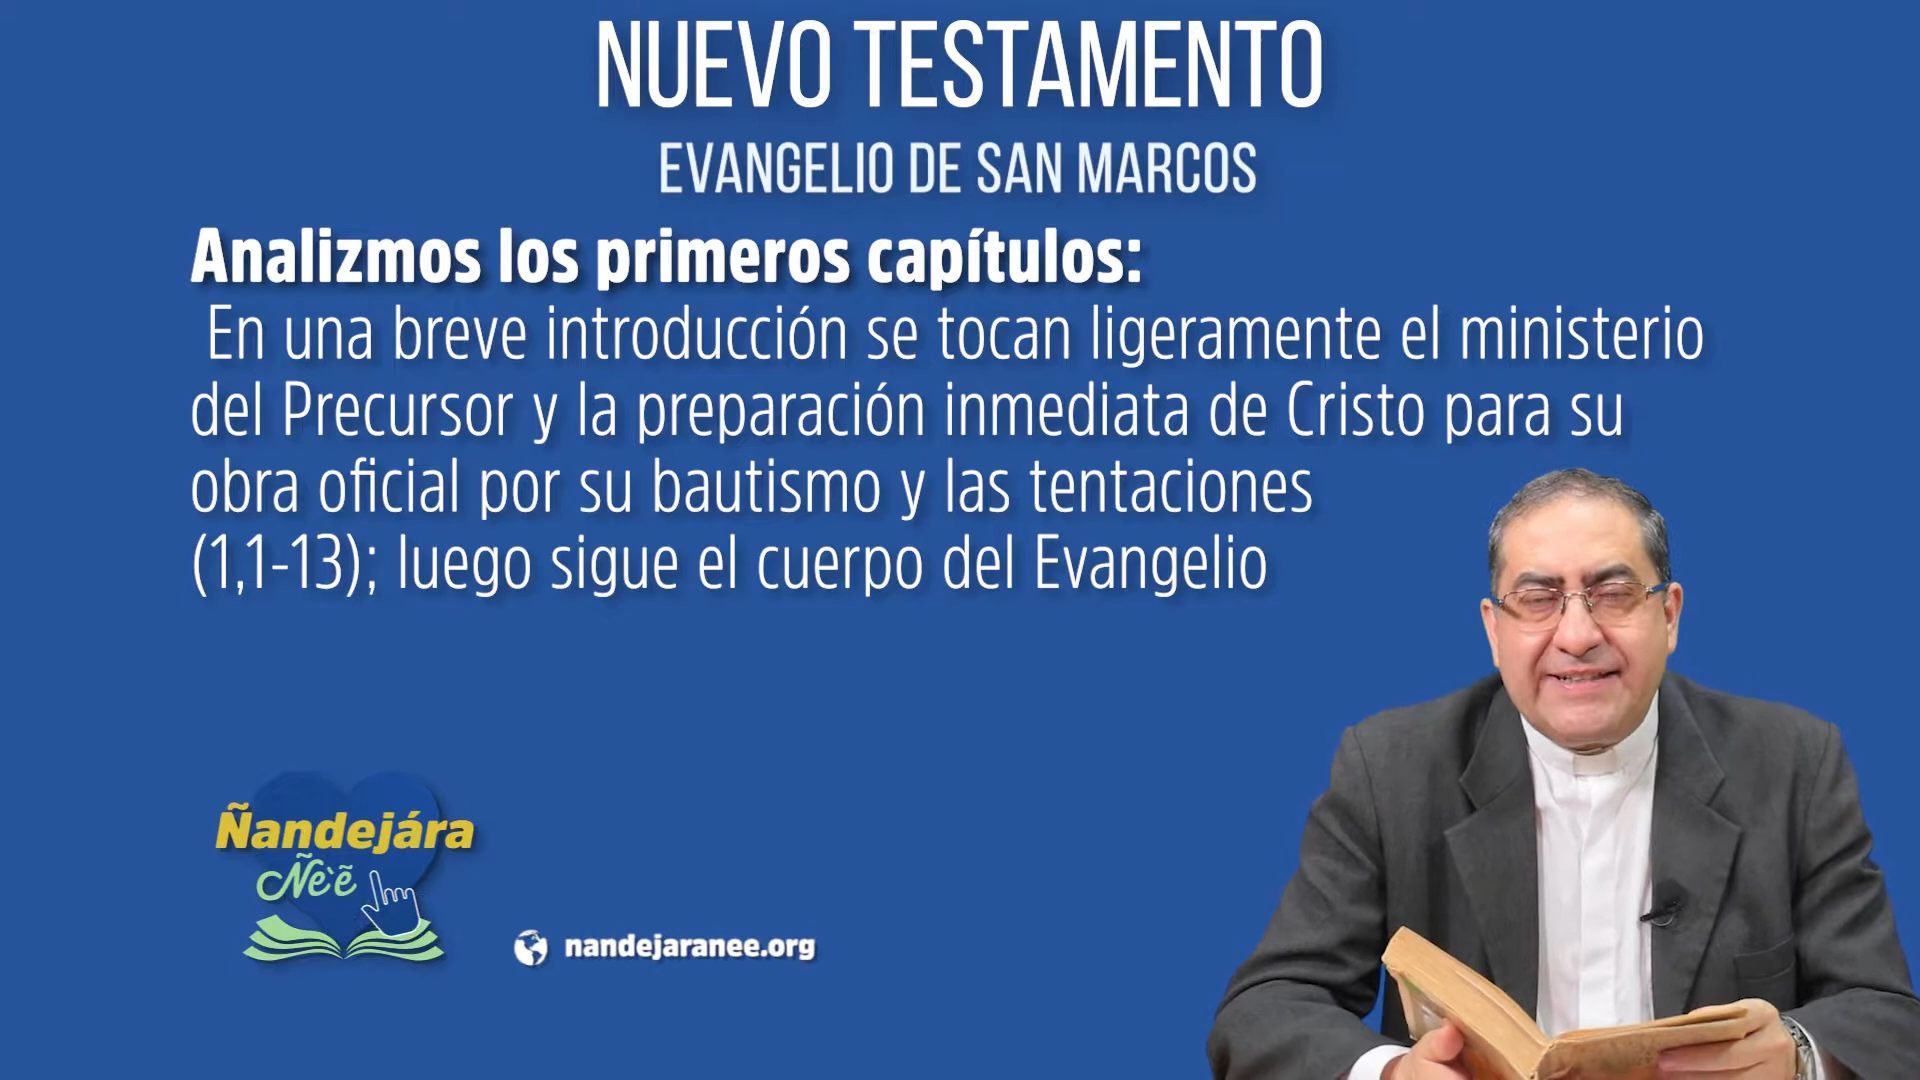 NUEVO TESTAMENTO
EVANGELIO DE SAN MARCOS
Analizmos los primeros capítulos:
En una breve introducción se tocan ligeramente el ministerio
del Precursor y la preparación inmediata de Cristo para su
obra oficial por su bautismo y las tentaciones
(1,1-13); luego sigue el cuerpo del Evangelio
Ñandejára
Ñe'ẽ
nandejaranee.org